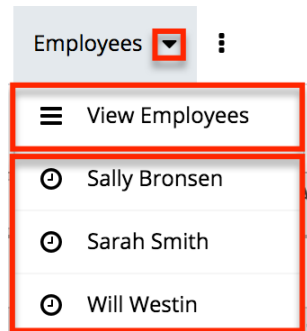 Employees
View Employees
Sally Bronsen
Sarah Smith
Will Westin